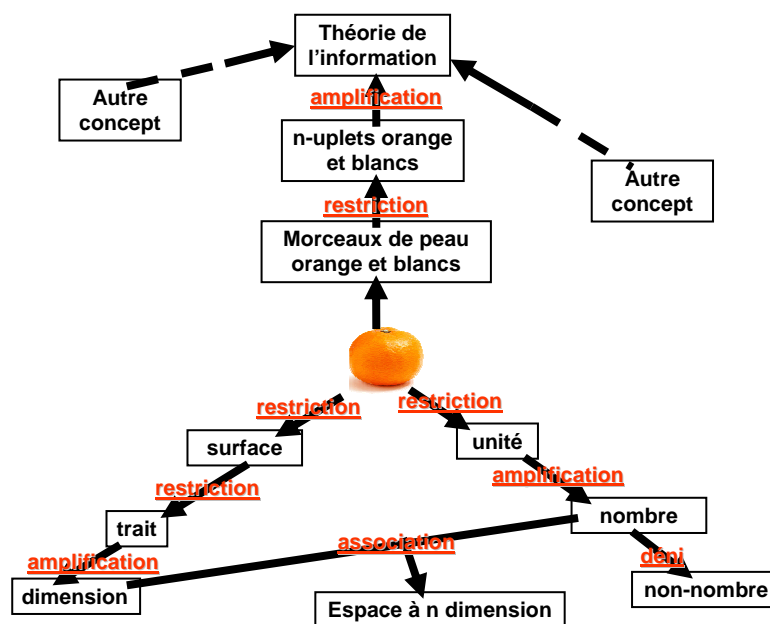 Théorie de
l’information
Autre
concept
amplification
n-uplets orange
et blancs
Autre
concept
restriction
Morceaux de peau
orange et blancs
restriction
restriction
surface
unité
restriction
amplification
trait
nombre
association
amplification
déni
dimension
non-nombre
Espace à n dimension